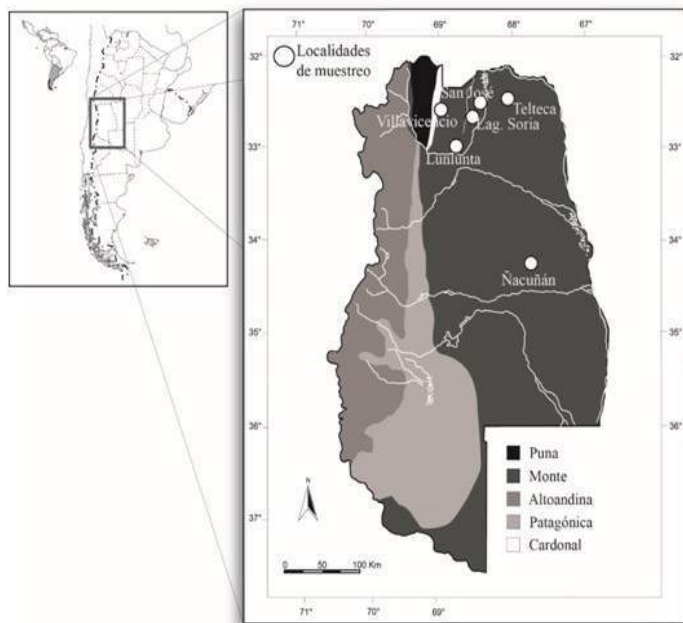 71° 70° 69° 68° 67°
32° 32°
Localidades
de muestreo
San José
Telteca
Villavicencio
Lag. Soria
Lunlunta
33° 33°
34° 34°
Ñacuñán
35° 35°
36° 36°
Puna
Monte
Altoandina
Patagónica
Cardonal
N
37° 37°
0 50 100 Km
71° 70° 69° 68° 67°